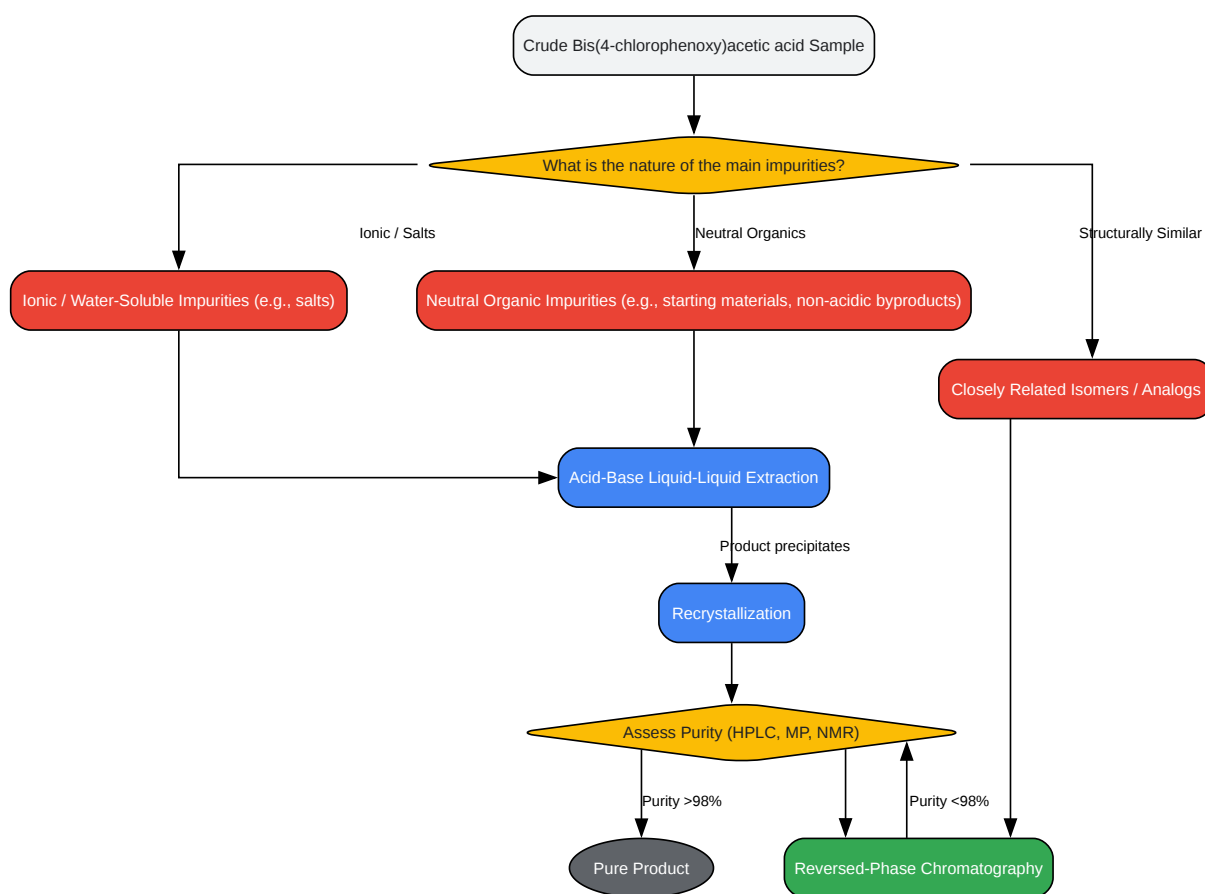 Crude Bis(4-chlorophenoxy)acetic acid Sample
What is the nature of the main impurities?
Ionic / Salts
Neutral Organics
Structurally Similar
Ionic / Water-Soluble Impurities (e.g., salts)
Neutral Organic Impurities (e.g., starting materials, non-acidic byproducts)
Closely Related Isomers / Analogs
Acid-Base Liquid-Liquid Extraction
Product precipitates
Recrystallization
Assess Purity (HPLC, MP, NMR)
Purity >98%
Purity <98%
Pure Product
Reversed-Phase Chromatography